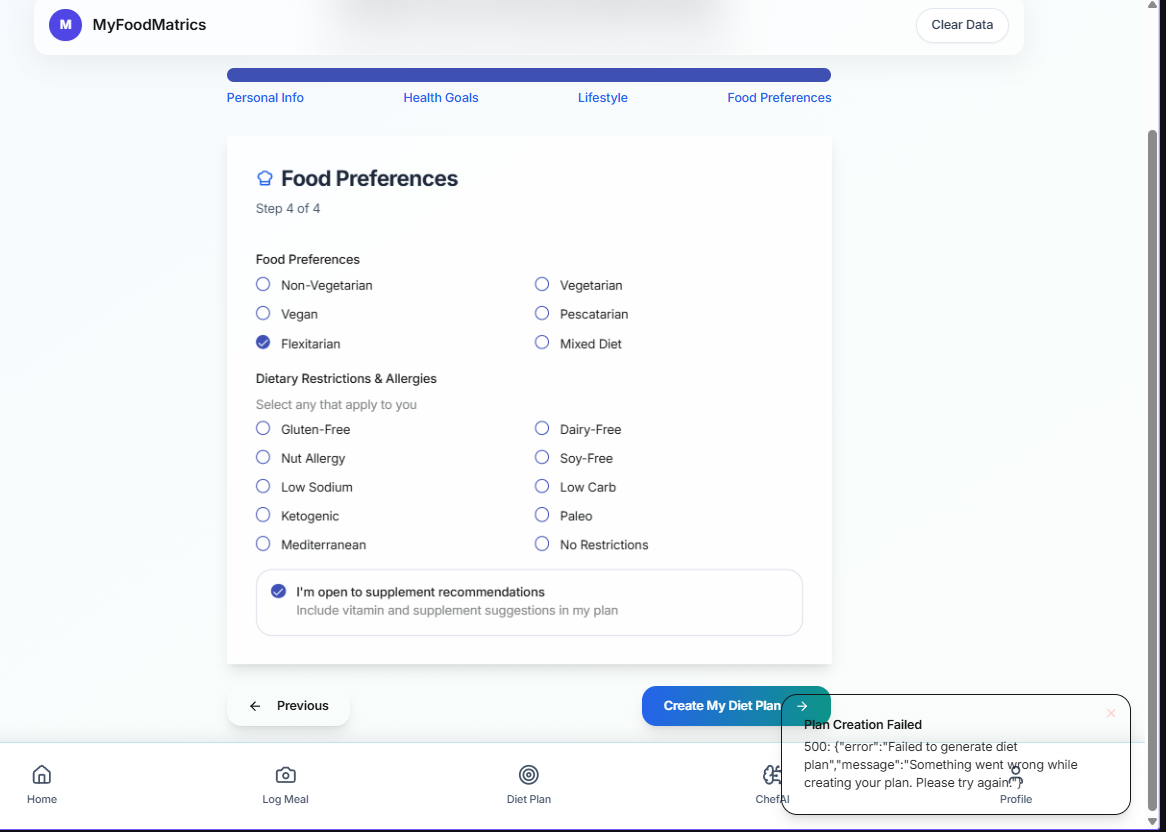 M MyFoodMatrics Clear Data
Personal Info Health Goals Lifestyle Food Preferences
Food Preferences
Step 4 of 4
Food Preferences
Non-Vegetarian Vegetarian
Vegan Pescatarian
Flexitarian Mixed Diet
Dietary Restrictions & Allergies
Select any that apply to you
Gluten-Free Dairy-Free
Nut Allergy Soy-Free
Low Sodium Low Carb
Ketogenic Paleo
Mediterranean No Restrictions
I'm open to supplement recommendations
Include vitamin and supplement suggestions in my plan
Previous Create My Diet Plan
Plan Creation Failed
500: {"error":"Failed to generate diet
plan","message":"Something went wrong while
creating your plan. Please try again."}
Home Log Meal Diet Plan ChefAI Profile